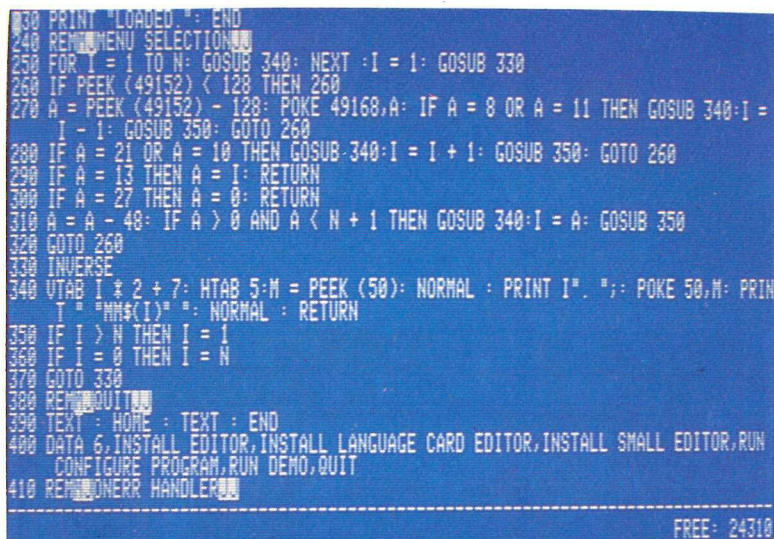 030 PRINT "LOADED.": END
240 REM MENU SELECTION
250 FOR I = 1 TO N: GOSUB 340: NEXT :I = 1: GOSUB 330
260 IF PEEK (49152) < 128 THEN 260
270 A = PEEK (49152) - 128: POKE 49168,A: IF A = 8 OR A = 11 THEN GOSUB 340:I =
I - 1: GOSUB 350: GOTO 260
280 IF A = 21 OR A = 10 THEN GOSUB 340:I = I + 1: GOSUB 350: GOTO 260
290 IF A = 13 THEN A = I: RETURN
300 IF A = 27 THEN A = 0: RETURN
310 A = A - 48: IF A > 0 AND A < N + 1 THEN GOSUB 340:I = A: GOSUB 350
320 GOTO 260
330 INVERSE
340 VTAB I * 2 + 7: HTAB 5:M = PEEK (50): NORMAL : PRINT I". ";: POKE 50,M: PRIN
T " "MM$(I)" ": NORMAL : RETURN
350 IF I > N THEN I = 1
360 IF I = 0 THEN I = N
370 GOTO 330
380 REM QUIT
390 TEXT : HOME : TEXT : END
400 DATA 6,INSTALL EDITOR,INSTALL LANGUAGE CARD EDITOR,INSTALL SMALL EDITOR,RUN
CONFIGURE PROGRAM,RUN DEMO,QUIT
410 REM ONERR HANDLER
FREE: 24310